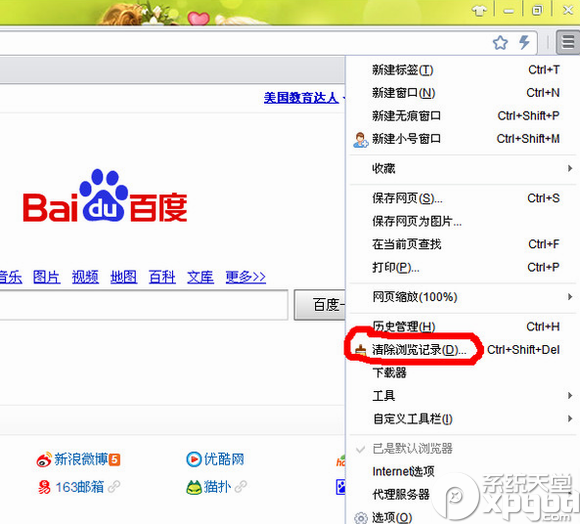 美国教育达人
Baidu百度
音乐 图片 视频 地图 百科 文库 更多>>
百度一
新浪微博 5 优酷网
163邮箱 猫扑
新建标签(T) Ctrl+T
新建窗口(N) Ctrl+N
新建无痕窗口 Ctrl+Shift+P
新建小号窗口 Ctrl+Shift+M
收藏
保存网页(S)... Ctrl+S
保存网页为图片...
在当前页查找 Ctrl+F
打印(P)... Ctrl+P
网页缩放(100%)
历史管理(H) Ctrl+H
清除浏览记录(D)... Ctrl+Shift+Del
下载器
工具
自定义工具栏(I)
已是默认浏览器
Internet选项
代理服务器
选项(O)
系统天堂
xpgod